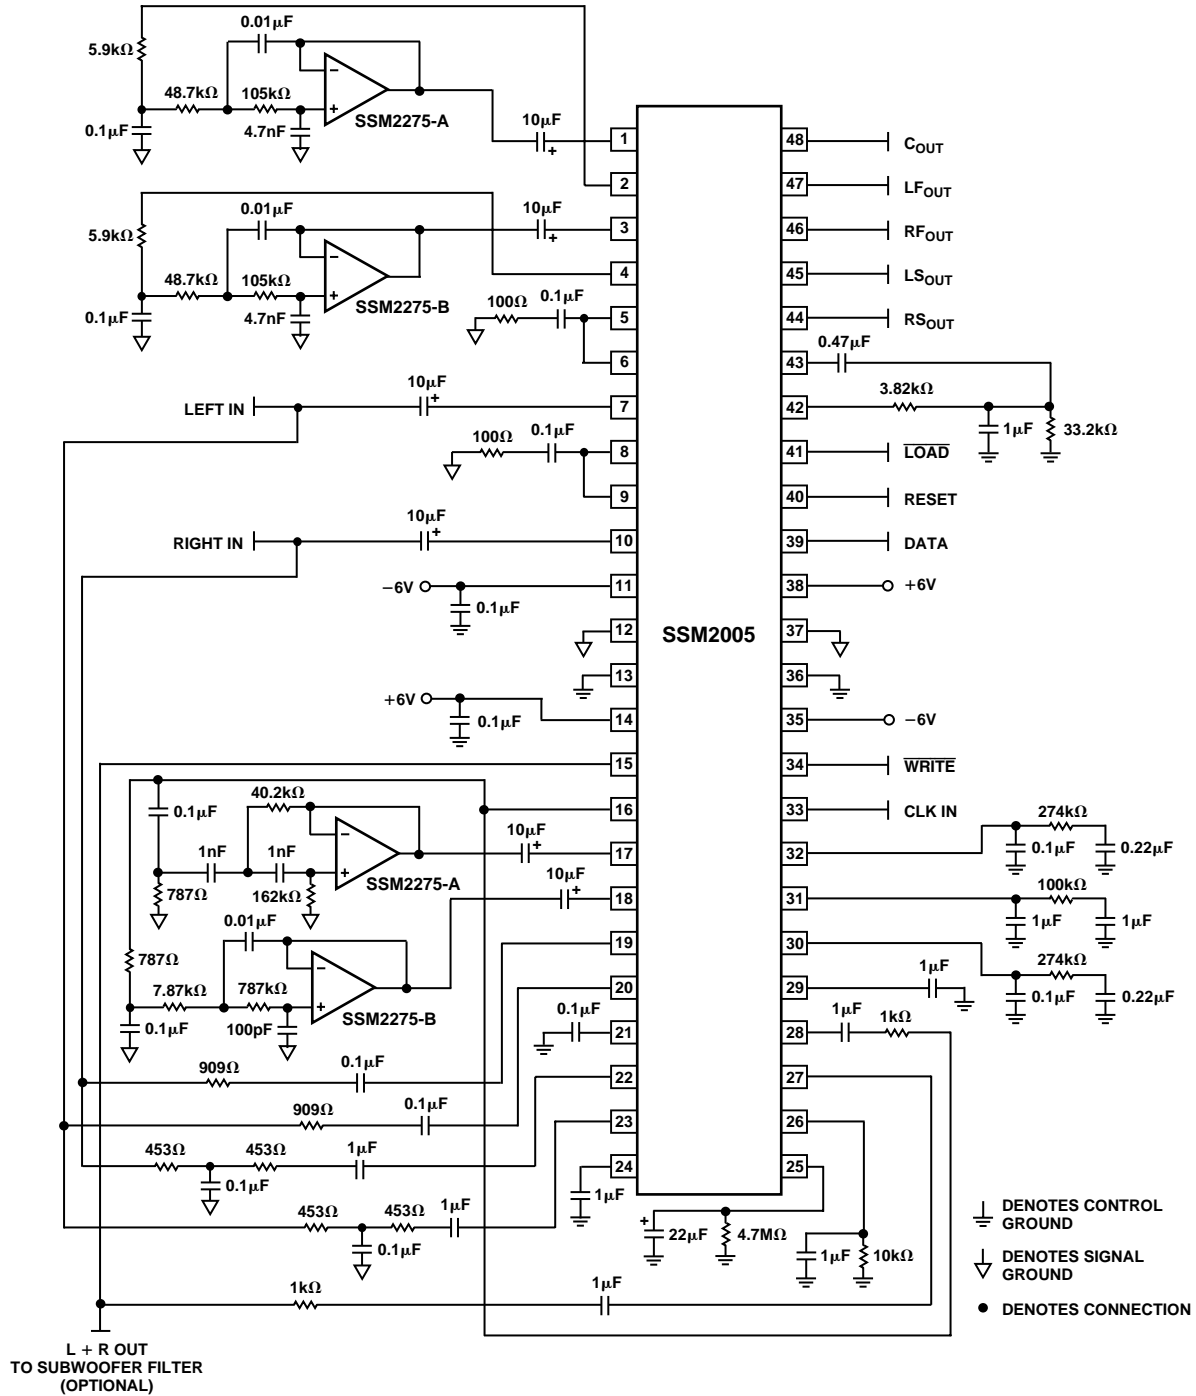 0.01µF
5.9kΩ
48.7kΩ
105kΩ
−
+
SSM2275-A
0.1µF
4.7nF
10µF
+
0.01µF
5.9kΩ
48.7kΩ
105kΩ
−
+
SSM2275-B
0.1µF
4.7nF
10µF
+
100Ω
0.1µF
LEFT IN
10µF
+
100Ω
0.1µF
RIGHT IN
10µF
+
−6V
0.1µF
+6V
0.1µF
0.1µF
40.2kΩ
1nF
1nF
−
+
SSM2275-A
787Ω
162kΩ
10µF
+
10µF
+
0.01µF
787Ω
7.87kΩ
787kΩ
−
+
SSM2275-B
0.1µF
100pF
0.1µF
909Ω
0.1µF
909Ω
0.1µF
453Ω
453Ω
1µF
0.1µF
453Ω
453Ω
1µF
0.1µF
1µF
1kΩ
1µF
L + R OUT
TO SUBWOOFER FILTER
(OPTIONAL)
SSM2005
1
2
3
4
5
6
7
8
9
10
11
12
13
14
15
16
17
18
19
20
21
22
23
24
48
47
46
45
44
43
42
41
40
39
38
37
36
35
34
33
32
31
30
29
28
27
26
25
COUT
LFOUT
RFOUT
LSOUT
RSOUT
0.47µF
3.82kΩ
1µF
33.2kΩ
LOAD
RESET
DATA
+6V
−6V
WRITE
CLK IN
274kΩ
0.1µF
0.22µF
100kΩ
1µF
1µF
274kΩ
0.1µF
0.22µF
1µF
1µF
1kΩ
+
22µF
4.7MΩ
1µF
10kΩ
DENOTES CONTROL
GROUND
DENOTES SIGNAL
GROUND
DENOTES CONNECTION